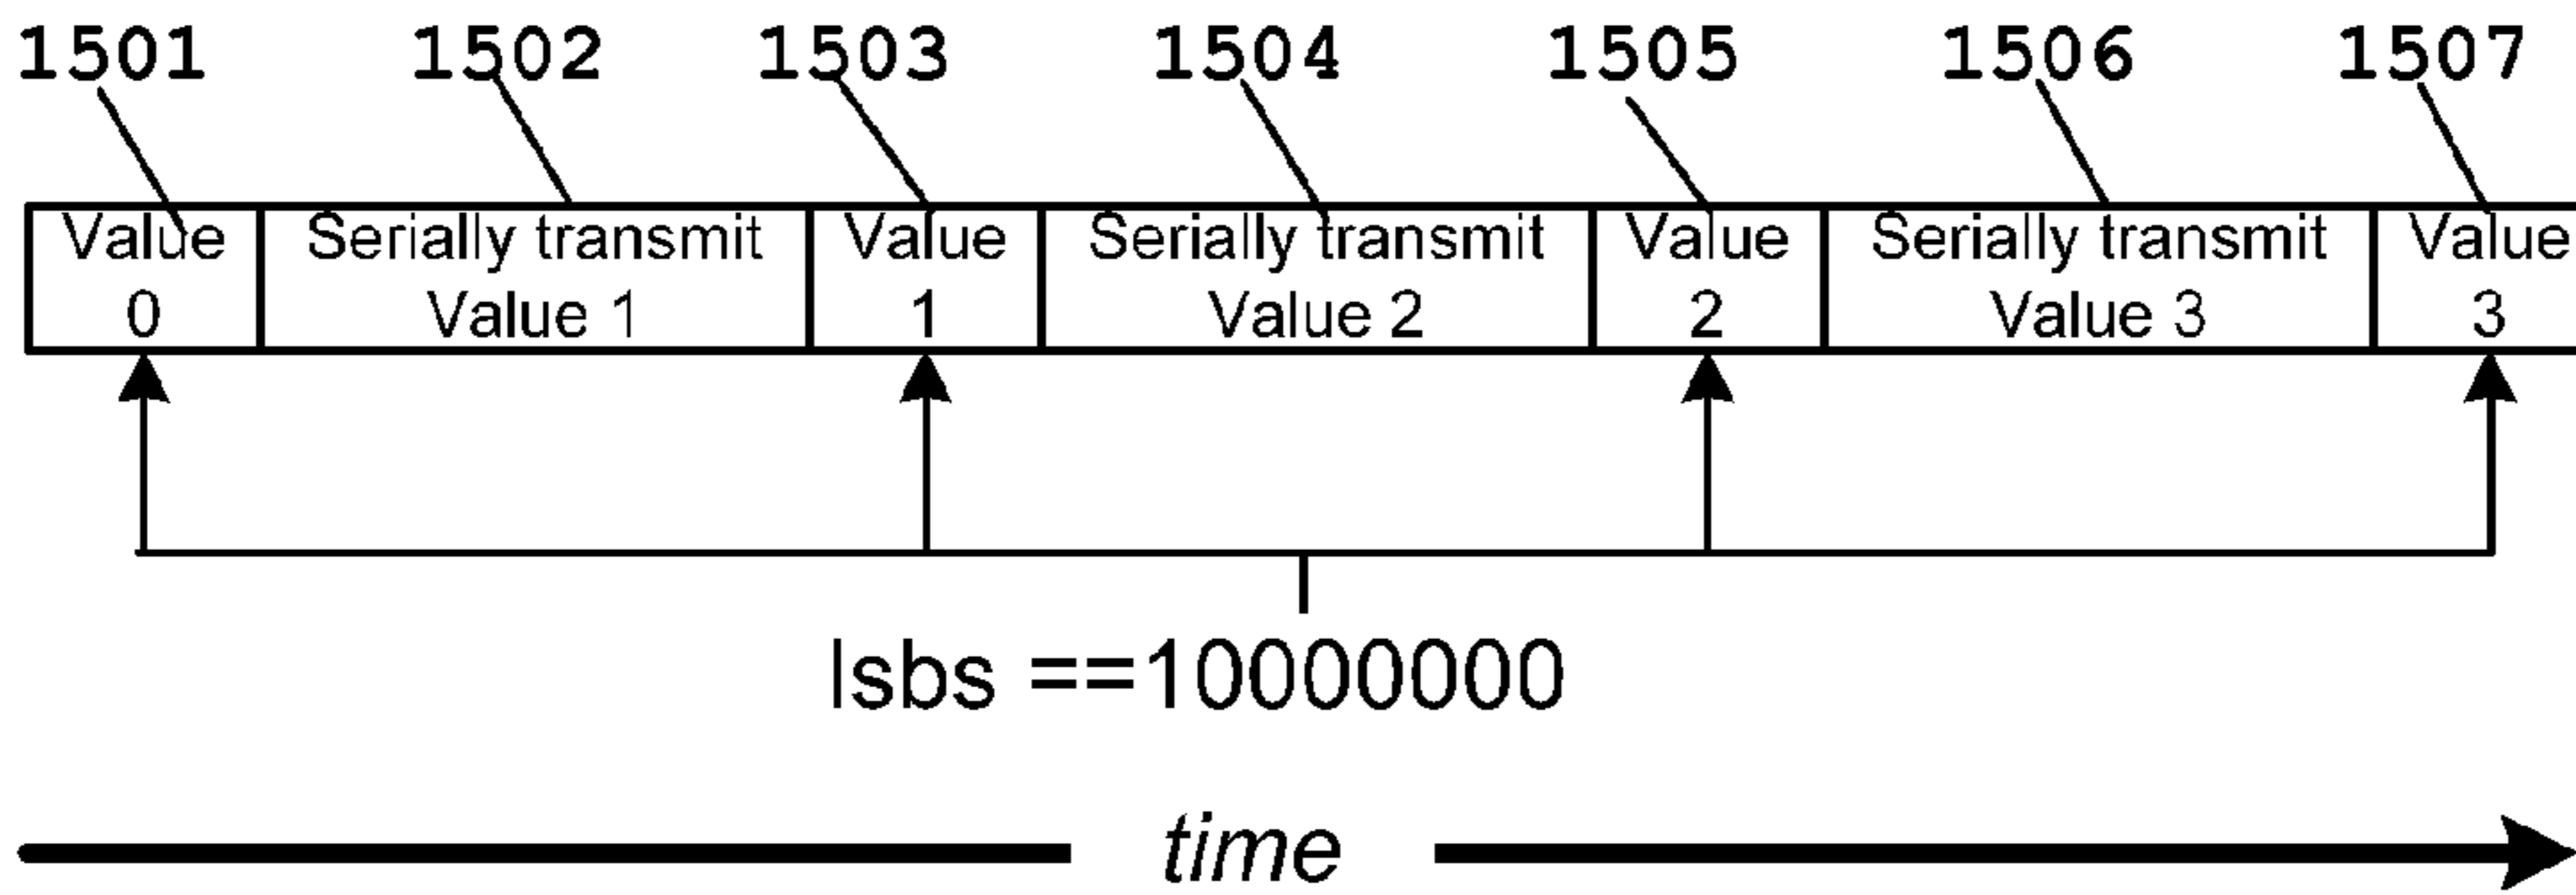 1501 1502 1503 1504 1505 1506 1507
Value Serially transmit Value Serially transmit Value Serially transmit Value
0 Value 1 1 Value 2 2 Value 3 3
lsbs ==10000000
time